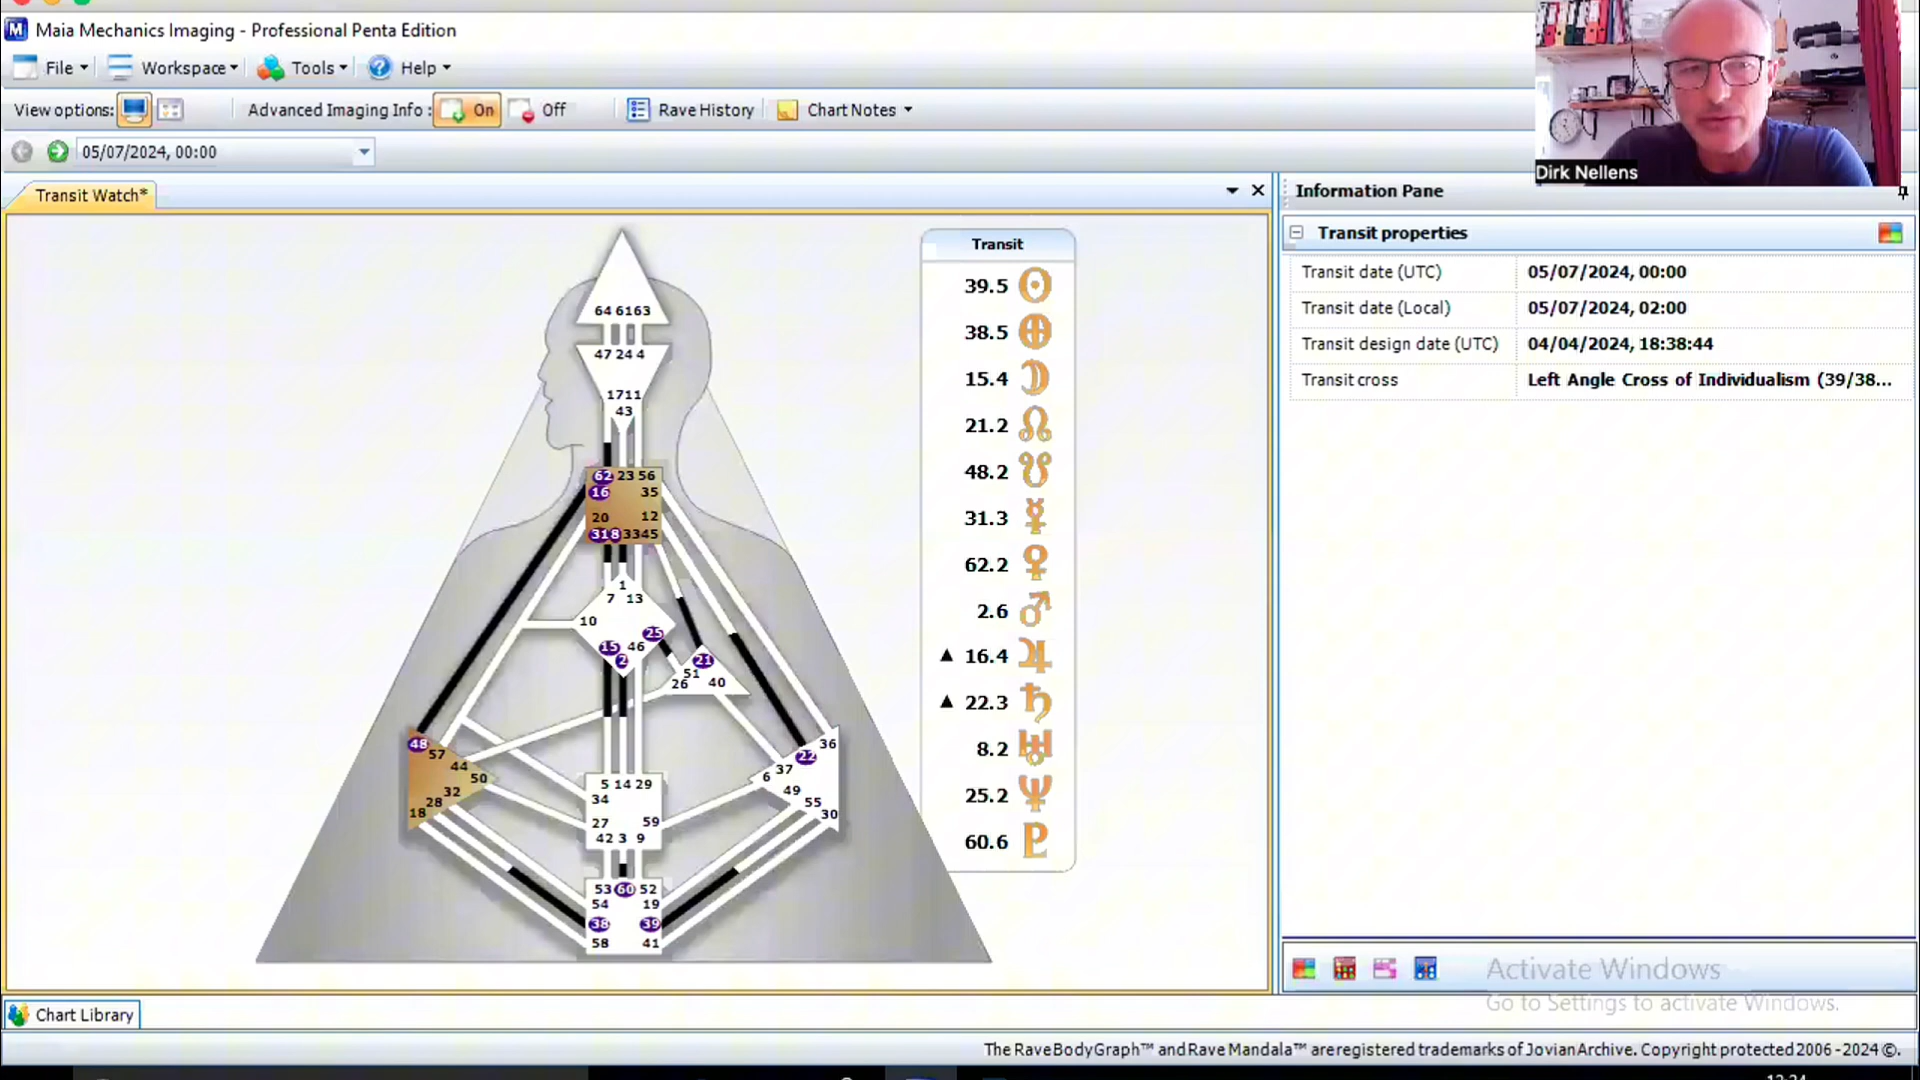 Maia Mechanics Imaging - Professional Penta Edition
File Workspace Tools Help
View options: Advanced Imaging Info : On Off Rave History Chart Notes
05/07/2024, 00:00
Dirk Nellens
Transit Watch*
64 61 63
47 24 4
17 11
43
62 23 56
16 35
20 12
31 8 33 45
1
7 13
10
25
15 46
2
21
51
26 40
48
57
44
50
32
28
18
36
22
37
6
49
55
30
5 14 29
34
27 59
42 3 9
53 60 52
54 19
38 39
58 41
Transit
39.5
38.5
15.4
21.2
48.2
31.3
62.2
2.6
▲ 16.4
▲ 22.3
8.2
25.2
60.6
Information Pane
Transit properties
Transit date (UTC) 05/07/2024, 00:00
Transit date (Local) 05/07/2024, 02:00
Transit design date (UTC) 04/04/2024, 18:38:44
Transit cross Left Angle Cross of Individualism (39/38...
Activate Windows
Go to Settings to activate Windows.
Chart Library
The Rave BodyGraph™ and Rave Mandala™ are registered trademarks of Jovian Archive. Copyright protected 2006 - 2024 ©.